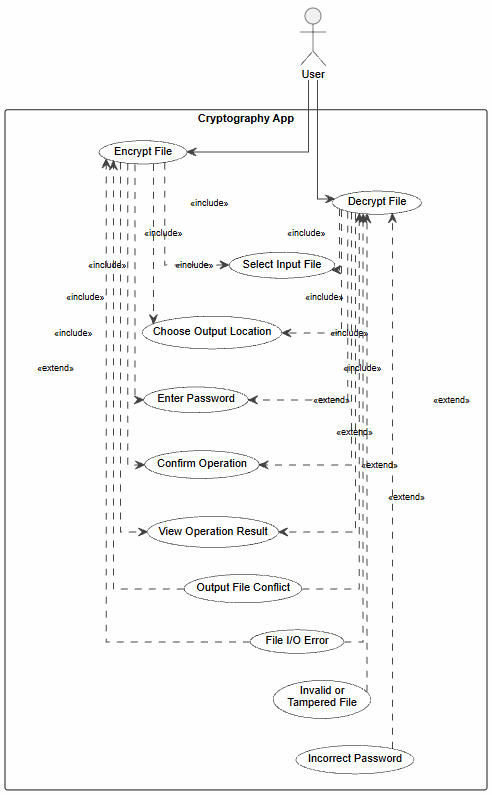 User
Cryptography App
Encrypt File
Decrypt File
«include»
«include»
«include»
«include»
«include»
«include»
Select Input File
«include»
«include»
«include»
«include»
Choose Output Location
«extend»
«include»
Enter Password
«extend»
«extend»
«extend»
Confirm Operation
«extend»
«extend»
View Operation Result
Output File Conflict
File I/O Error
Invalid or
Tampered File
Incorrect Password